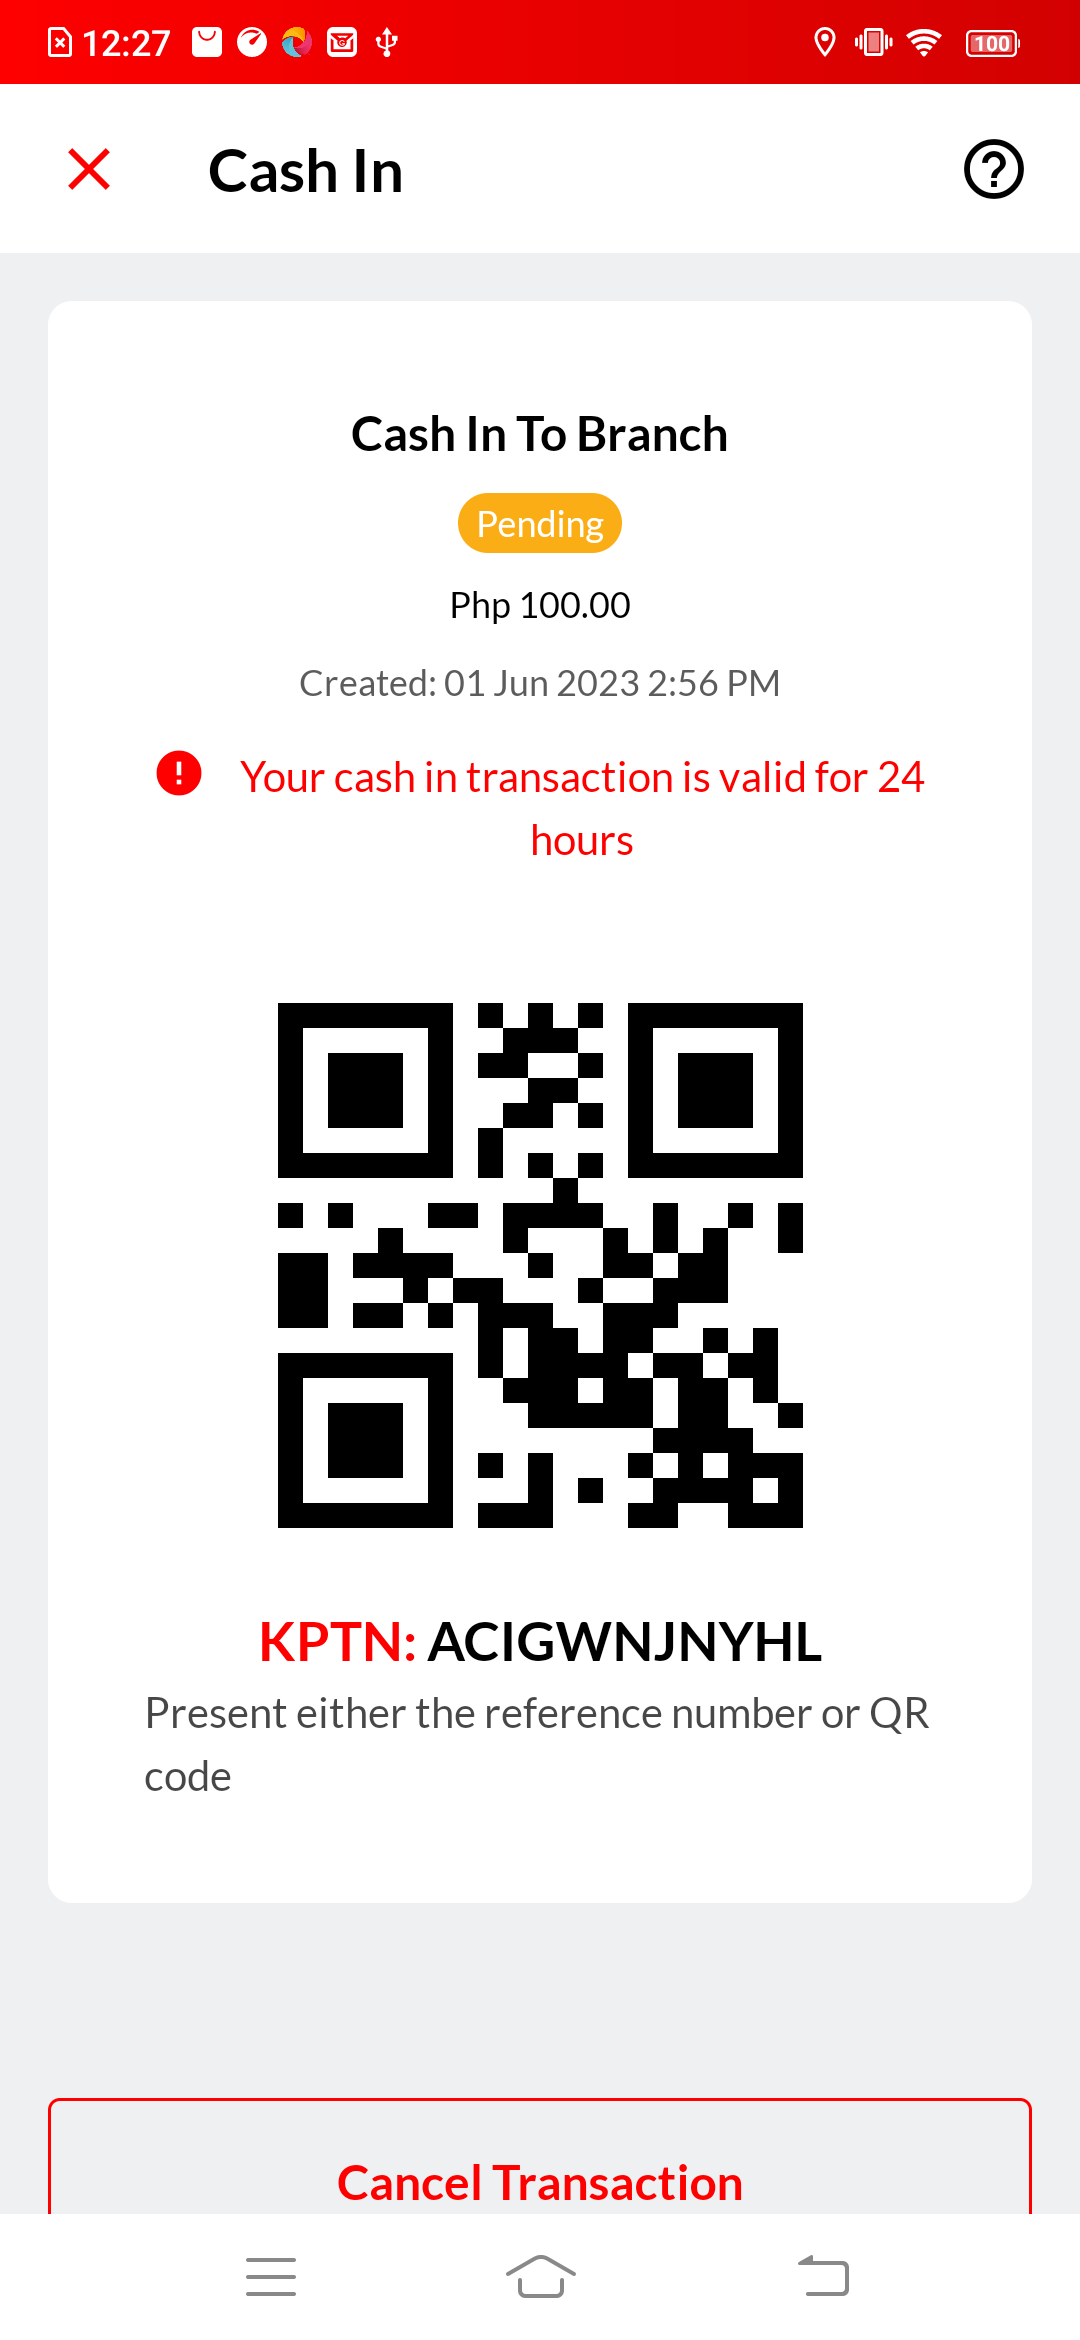 12:27
100
Cash In
Cash In To Branch
Pending
Php 100.00
Created: 01 Jun 2023 2:56 PM
Your cash in transaction is valid for 24
hours
KPTN: ACIGWNJNYHL
Present either the reference number or QR
code
Cancel Transaction